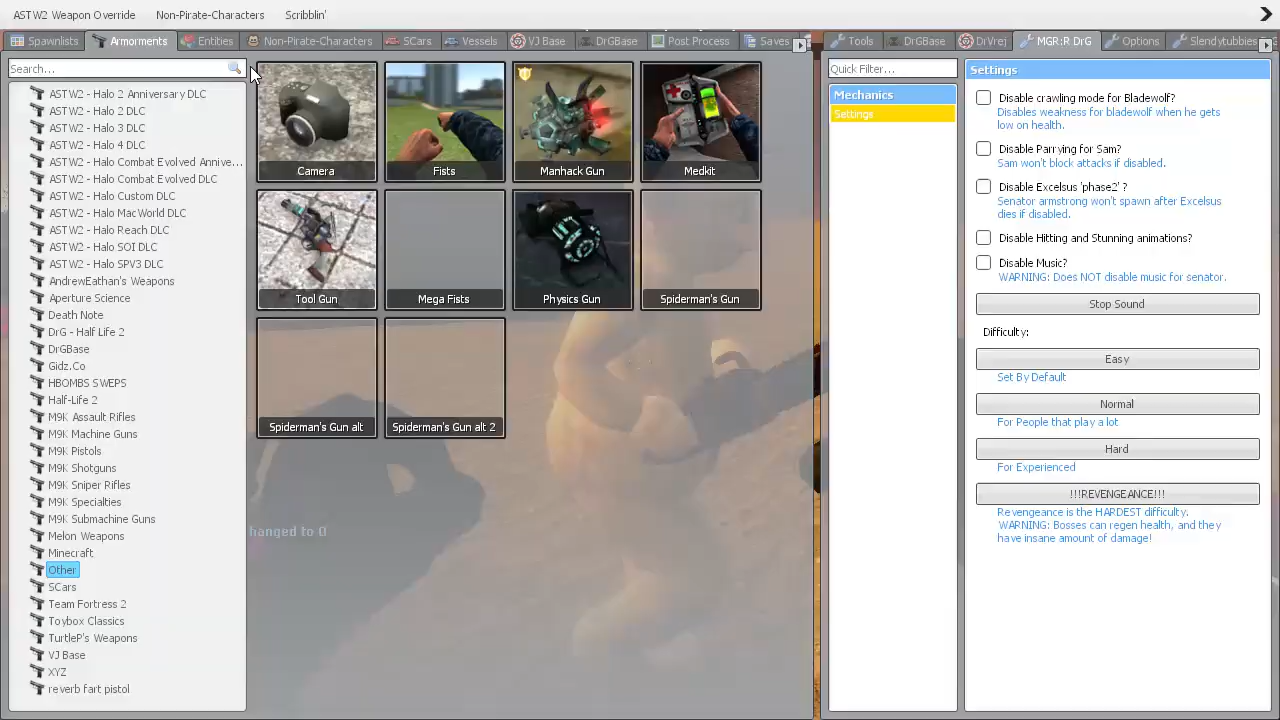 ASTW2 Weapon Override Non-Pirate-Characters Scribblin'
Spawnlists Armorments Entities Non-Pirate-Characters SCars Vessels VJ Base DrGBase Post Process Saves
Tools DrGBase DrVrej MGR:R DrG Options Slendytubbies
Search...
ASTW2 - Halo 2 Anniversary DLC
ASTW2 - Halo 2 DLC
ASTW2 - Halo 3 DLC
ASTW2 - Halo 4 DLC
ASTW2 - Halo Combat Evolved Annive...
ASTW2 - Halo Combat Evolved DLC
ASTW2 - Halo Custom DLC
ASTW2 - Halo MacWorld DLC
ASTW2 - Halo Reach DLC
ASTW2 - Halo SOI DLC
ASTW2 - Halo SPV3 DLC
AndrewEathan's Weapons
Aperture Science
Death Note
DrG - Half Life 2
DrGBase
Gidz.Co
HBOMBS SWEPS
Half-Life 2
M9K Assault Rifles
M9K Machine Guns
M9K Pistols
M9K Shotguns
M9K Sniper Rifles
M9K Specialties
M9K Submachine Guns
Melon Weapons
Minecraft
Other
SCars
Team Fortress 2
Toybox Classics
TurtleP's Weapons
VJ Base
XYZ
reverb fart pistol
Camera Fists Manhack Gun Medkit
Tool Gun Mega Fists Physics Gun Spiderman's Gun
Spiderman's Gun alt Spiderman's Gun alt 2
hanged to 0
Quick Filter...
Mechanics
Settings
Settings
Disable crawling mode for Bladewolf?
Disables weakness for bladewolf when he gets
low on health.
Disable Parrying for Sam?
Sam won't block attacks if disabled.
Disable Excelsus 'phase2' ?
Senator armstrong won't spawn after Excelsus
dies if disabled.
Disable Hitting and Stunning animations?
Disable Music?
WARNING: Does NOT disable music for senator.
Stop Sound
Difficulty:
Easy
Set By Default
Normal
For People that play a lot
Hard
For Experienced
!!!REVENGEANCE!!!
Revengeance is the HARDEST difficulty.
WARNING: Bosses can regen health, and they
have insane amount of damage!